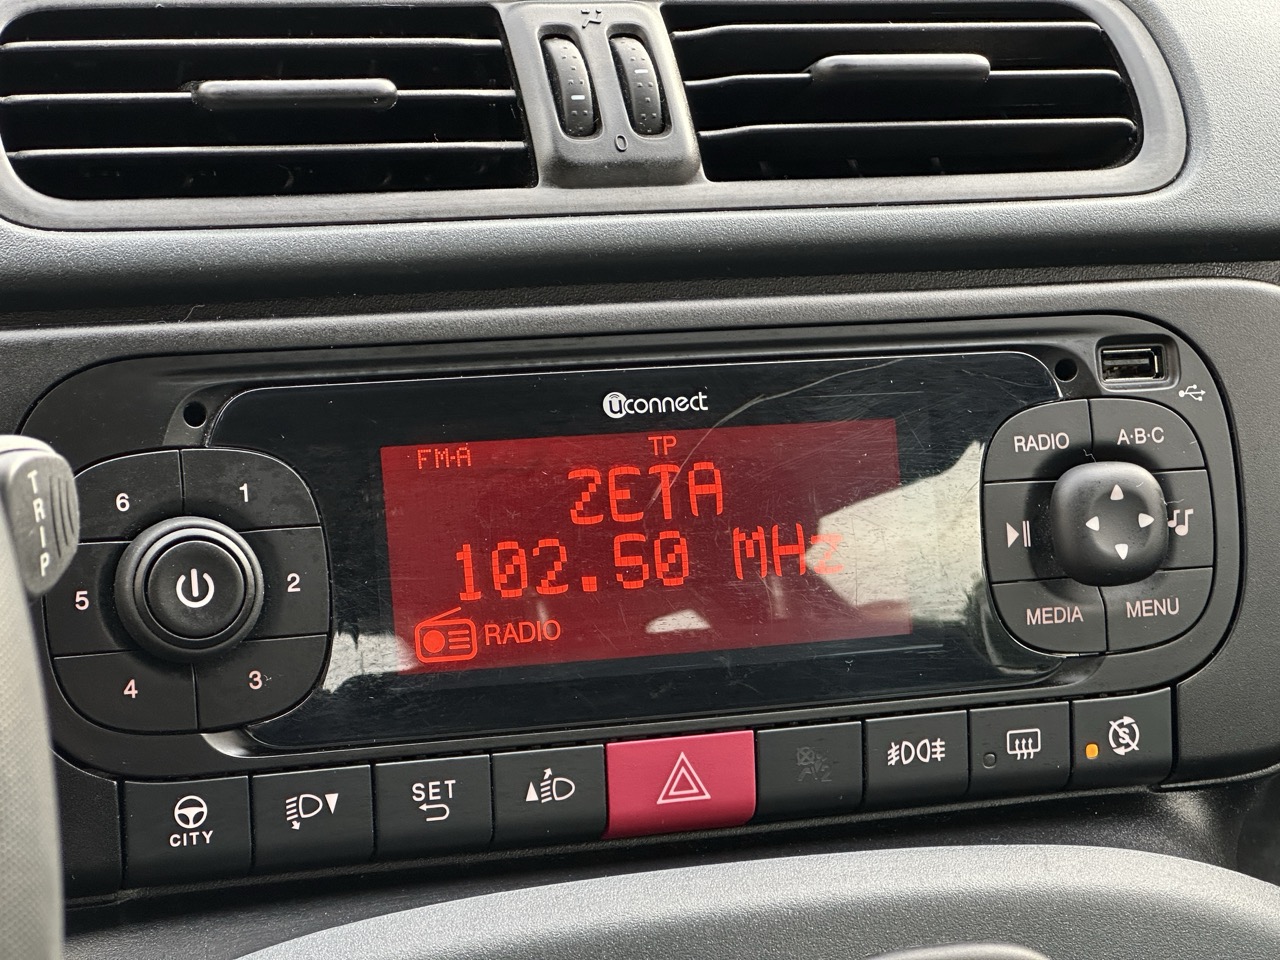 0
uconnect
FM-A TP
ZETA
102.50 MHz
RADIO
6 1
5 2
4 3
TRIP
RADIO A·B·C
MEDIA MENU
CITY
SET